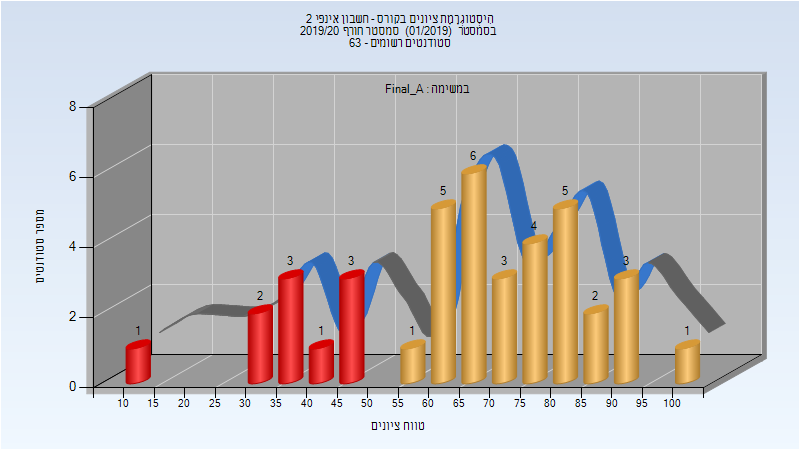 היסטוגרמת ציונים בקורס - חשבון אינפי 2
בסמסטר (01/2019) סמסטר חורף 2019/20
סטודנטים רשומים - 63
במשימה : Final_A
מספר סטודנטים
8
6
4
2
0
1
2
3
1
3
1
5
6
3
4
5
2
3
1
10 15 20 25 30 35 40 45 50 55 60 65 70 75 80 85 90 95 100
טווח ציונים